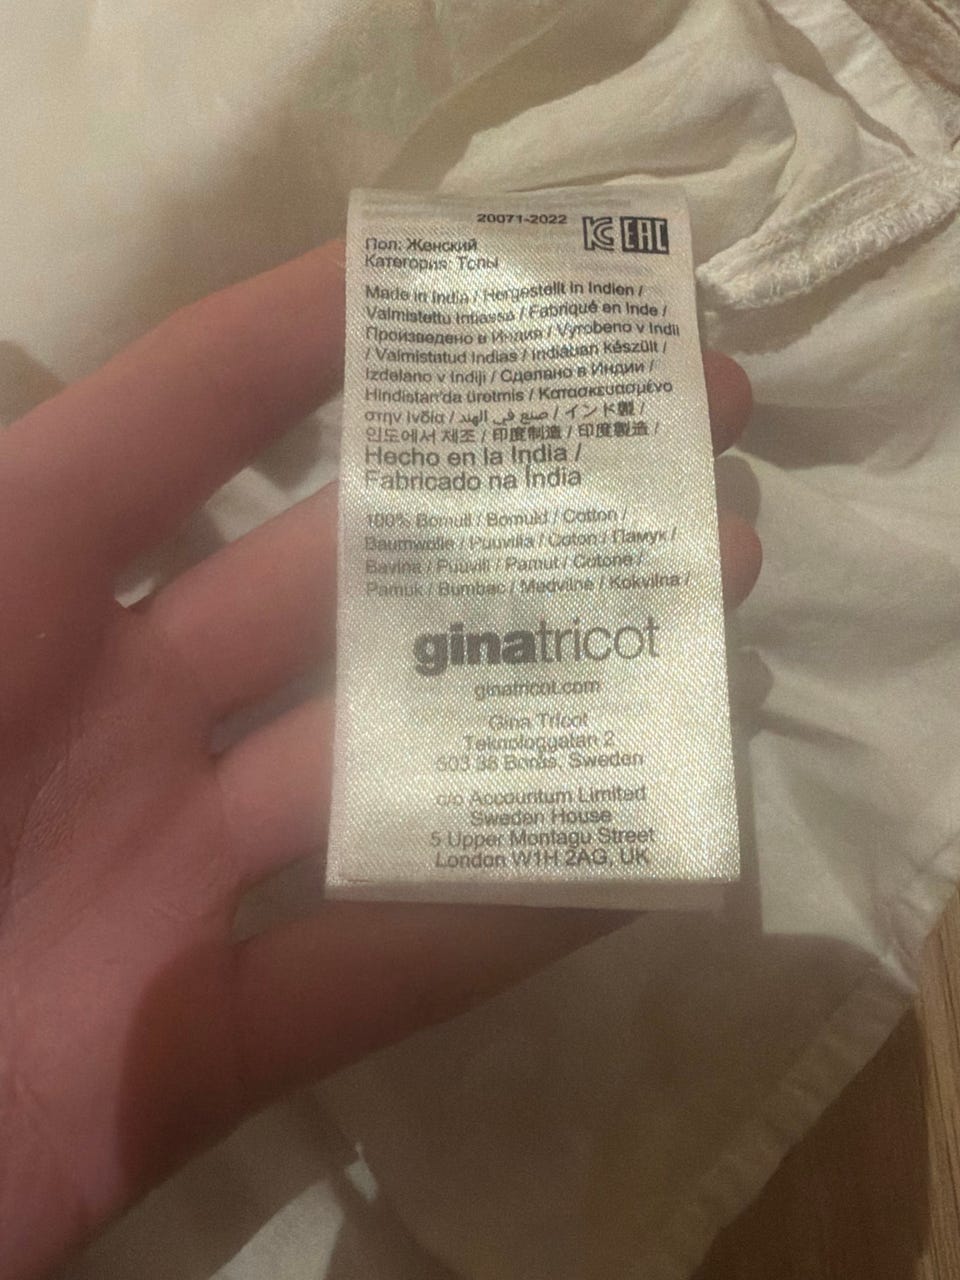 20071-2022
KC EAC
Пол: Женский
Категория: Топы
Made in India / Hergestellt in Indien /
Valmistettu Intiassa / Fabriqué en Inde /
Произведено в Индия / Vyrobeno v Indii
/ Valmistatud Indias / Indiában készült /
Izdelano v Indiji / Сделано в Индии /
Hindistan'da üretmis / Κατασκευασμένο
στην Ινδία / صنع في الهند / インド製 /
인도에서 제조 / 印度制造 / 印度製造 /
Hecho en la India /
Fabricado na Índia
100% Bomull / Bomuld / Cotton /
Baumwolle / Puuvilla / Coton / Памук /
Bavlna / Puuvill / Pamut / Cotone /
Pamuk / Bumbac / Medvilnė / Kokvilna /
ginatricot
ginatricot.com
Gina Tricot
Teknologgatan 2
503 38 Borås, Sweden
c/o Accountum Limited
Sweden House
5 Upper Montagu Street
London W1H 2AG, UK